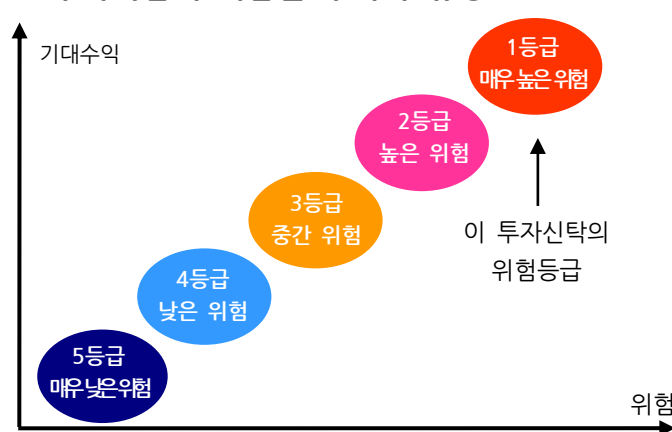 기대수익
1등급
매우 높은 위험
2등급
높은 위험
3등급
중간 위험
이 투자신탁의
위험등급
4등급
낮은 위험
5등급
매우 낮은 위험
위험